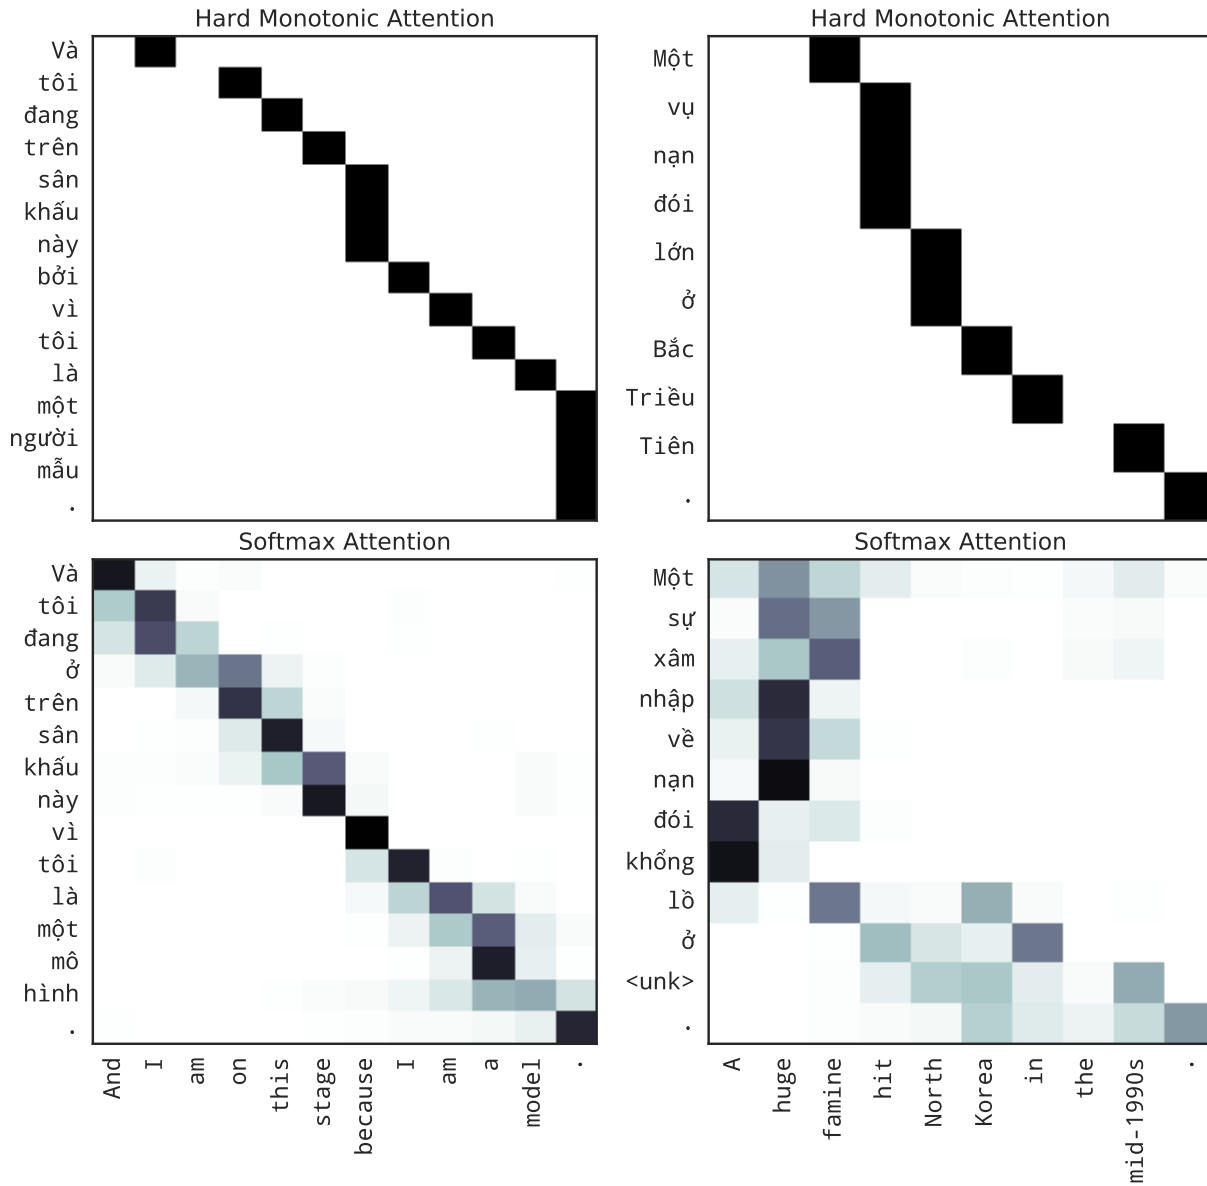 Hard Monotonic Attention
Và
tôi
đang
trên
sân
khấu
này
bởi
vì
tôi
là
một
người
mẫu
.
Hard Monotonic Attention
Một
vụ
nạn
đói
lớn
ở
Bắc
Triều
Tiên
.
Softmax Attention
Và
tôi
đang
ở
trên
sân
khấu
này
vì
tôi
là
một
mô
hình
.
And
I
am
on
this
stage
because
I
am
a
model
.
Softmax Attention
Một
sự
xâm
nhập
về
nạn
đói
khổng
lồ
ở
<unk>
.
A
huge
famine
hit
North
Korea
in
the
mid-1990s
.